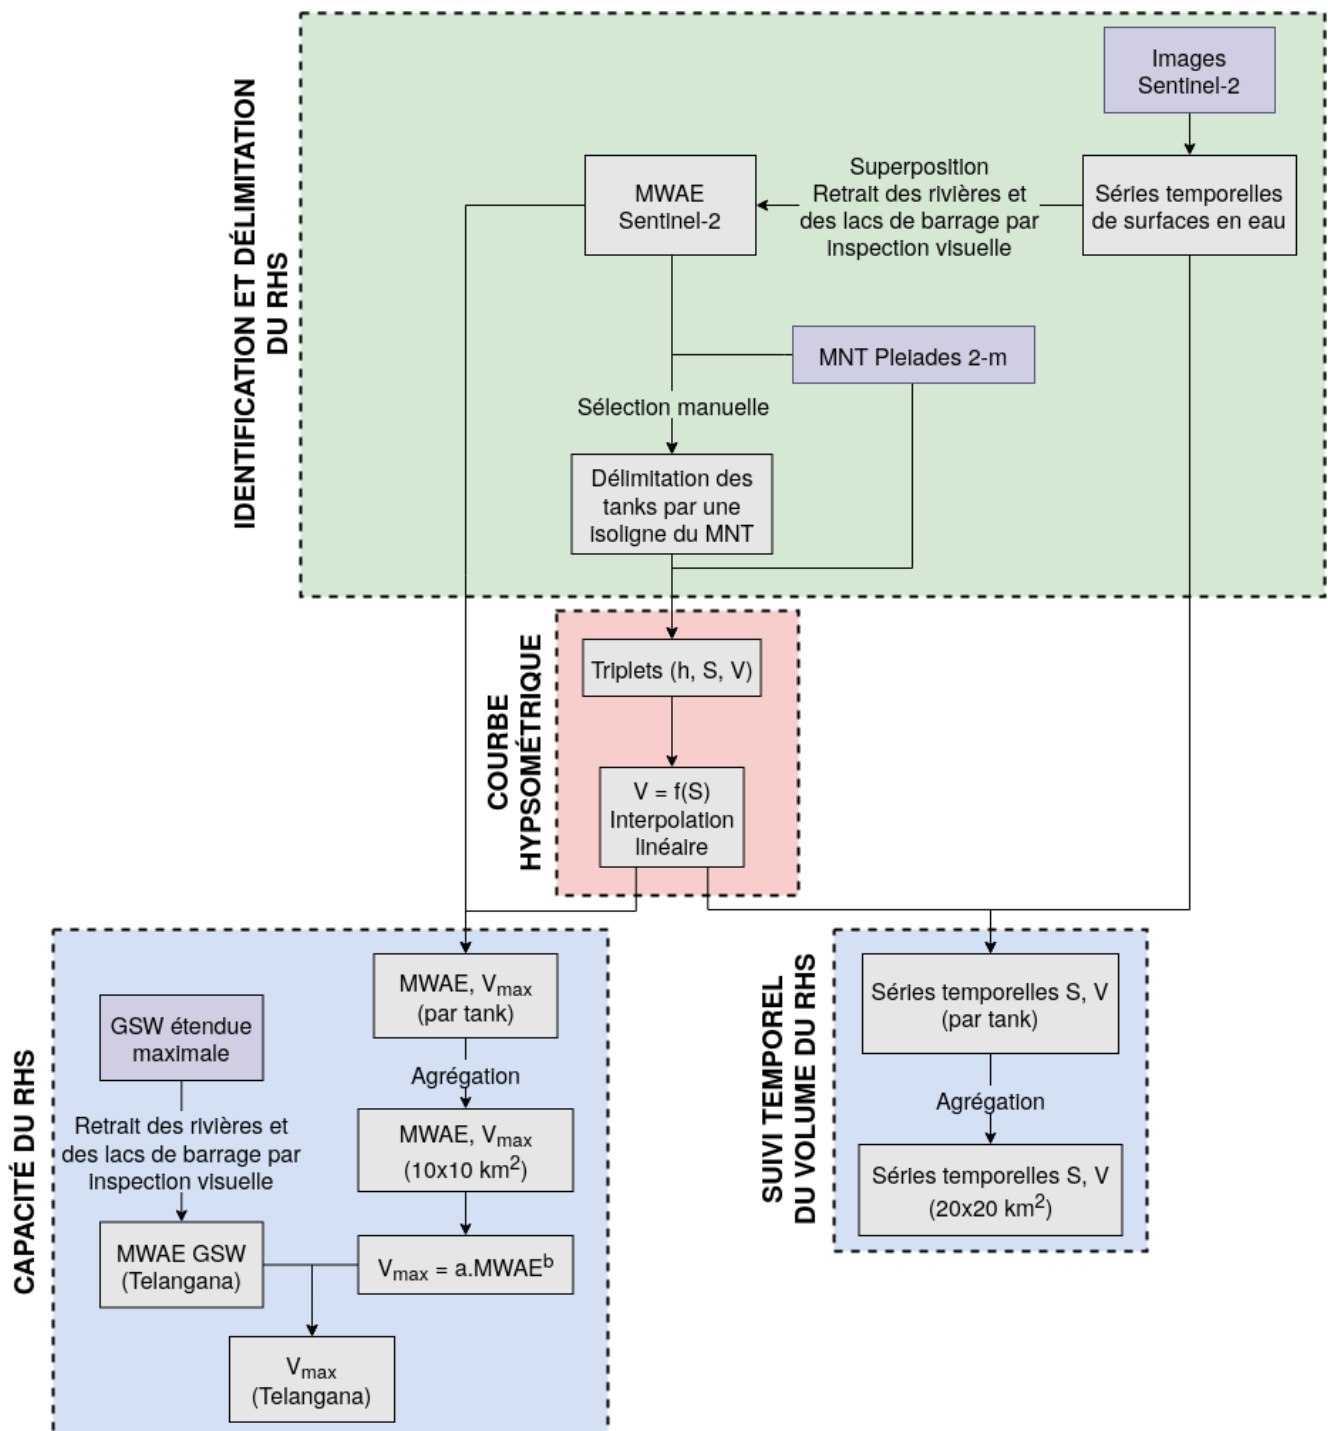 IDENTIFICATION ET DÉLIMITATION
DU RHS
Images
Sentinel-2
Séries temporelles
de surfaces en eau
Superposition
Retrait des rivières et
des lacs de barrage par
inspection visuelle
MWAE
Sentinel-2
MNT Pleiades 2-m
Sélection manuelle
Délimitation des
tanks par une
isoligne du MNT
COURBE
HYPSOMÉTRIQUE
Triplets (h, S, V)
V = f(S)
Interpolation
linéaire
CAPACITÉ DU RHS
MWAE, Vmax
(par tank)
Agrégation
MWAE, Vmax
(10x10 km²)
Vmax = a.MWAEᵇ
GSW étendue
maximale
Retrait des rivières et
des lacs de barrage par
inspection visuelle
MWAE GSW
(Telangana)
Vmax
(Telangana)
SUIVI TEMPOREL
DU VOLUME DU RHS
Séries temporelles S, V
(par tank)
Agrégation
Séries temporelles S, V
(20x20 km²)